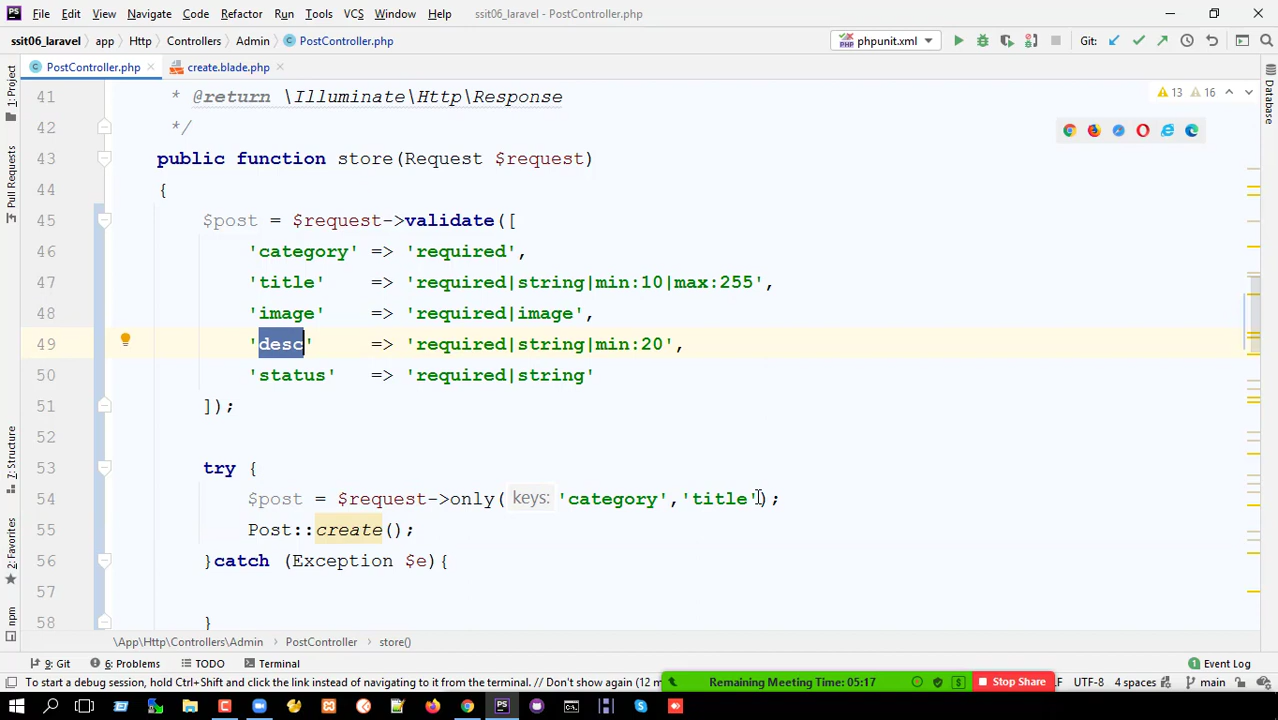 File Edit View Navigate Code Refactor Run Tools VCS Window Help ssit06_laravel - PostController.php
ssit06_laravel app Http Controllers Admin PostController.php phpunit.xml Git:
PostController.php create.blade.php
41 * @return \Illuminate\Http\Response
42 */
43 public function store(Request $request)
44 {
45 $post = $request->validate([
46 'category' => 'required',
47 'title' => 'required|string|min:10|max:255',
48 'image' => 'required|image',
49 'desc' => 'required|string|min:20',
50 'status' => 'required|string'
51 ]);
52
53 try {
54 $post = $request->only( keys: 'category','title');
55 Post::create();
56 }catch (Exception $e){
57
58 }
13 16
1: Project
Pull Requests
7: Structure
2: Favorites
npm
Database
\App\Http\Controllers\Admin PostController store()
9: Git 6: Problems TODO Terminal Event Log
To start a debug session, hold Ctrl+Shift and click the link instead of navigating to it from the terminal. // Don't show again (12 m Remaining Meeting Time: 05:17 Stop Share F UTF-8 4 spaces main